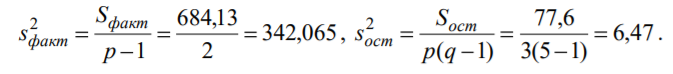 s²факт = Sфакт / (p − 1) = 684,13 / 2 = 342,065 , s²ост = Sост / (p(q − 1)) = 77,6 / (3(5 − 1)) = 6,47 .